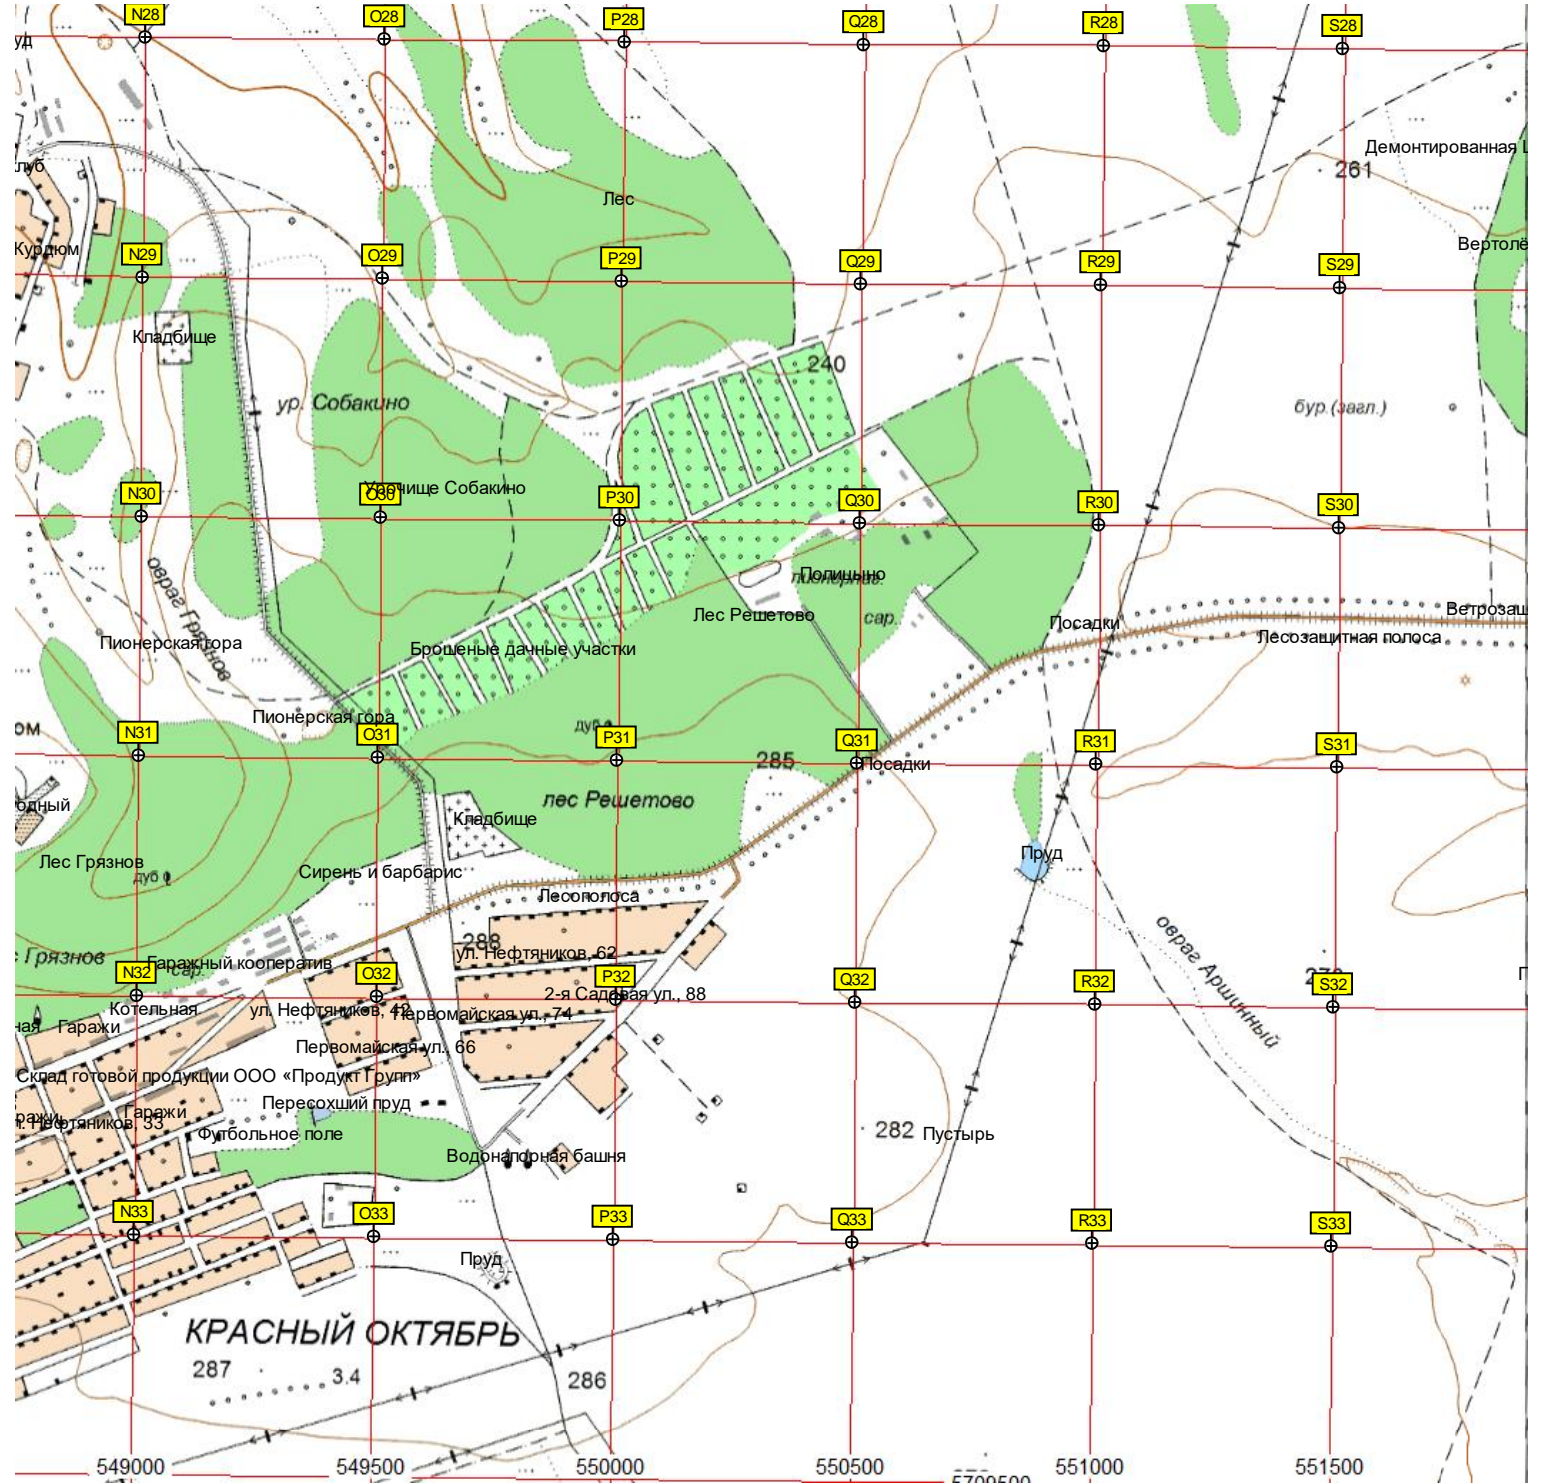 N28
O28
P28
Q28
R28
S28
уд
Демонтированная
261
луб
Лес
Курдюм
N29
O29
P29
Q29
R29
S29
Вертолё
Кладбище
240
ур. Собакино
бур.(загл.)
Урочище Собакино
N30
O30
P30
Q30
R30
S30
овраг Грязнов
Полицыно
Лес Решетово
сар.
Посадки
Ветрозащ
Лесозащитная полоса
Пионерская гора
Брошеные дачные участки
Пионерская гора
ом
дуб
N31
O31
P31
Q31
R31
S31
285
Посадки
одный
лес Решетово
Кладбище
Лес Грязнов
дуб
Сирень и барбарис
Пруд
Лесополоса
288
овраг Аршинный
Грязнов
Гаражный кооператив
сар.
ул. Нефтяников, 62
N32
O32
P32
Q32
R32
S32
2-я Садовая ул., 88
Котельная
ул. Нефтяников, 42
Первомайская ул., 74
ная
Гаражи
Первомайская ул., 66
Склад готовой продукции ООО «Продукт Групп»
Пересохший пруд
ражи
Гаражи
л. Нефтяников, 33
Футбольное поле
282
Пустырь
Водонапорная башня
N33
O33
P33
Q33
R33
S33
Пруд
КРАСНЫЙ ОКТЯБРЬ
287
3.4
286
549000
549500
550000
550500
551000
551500
5709500